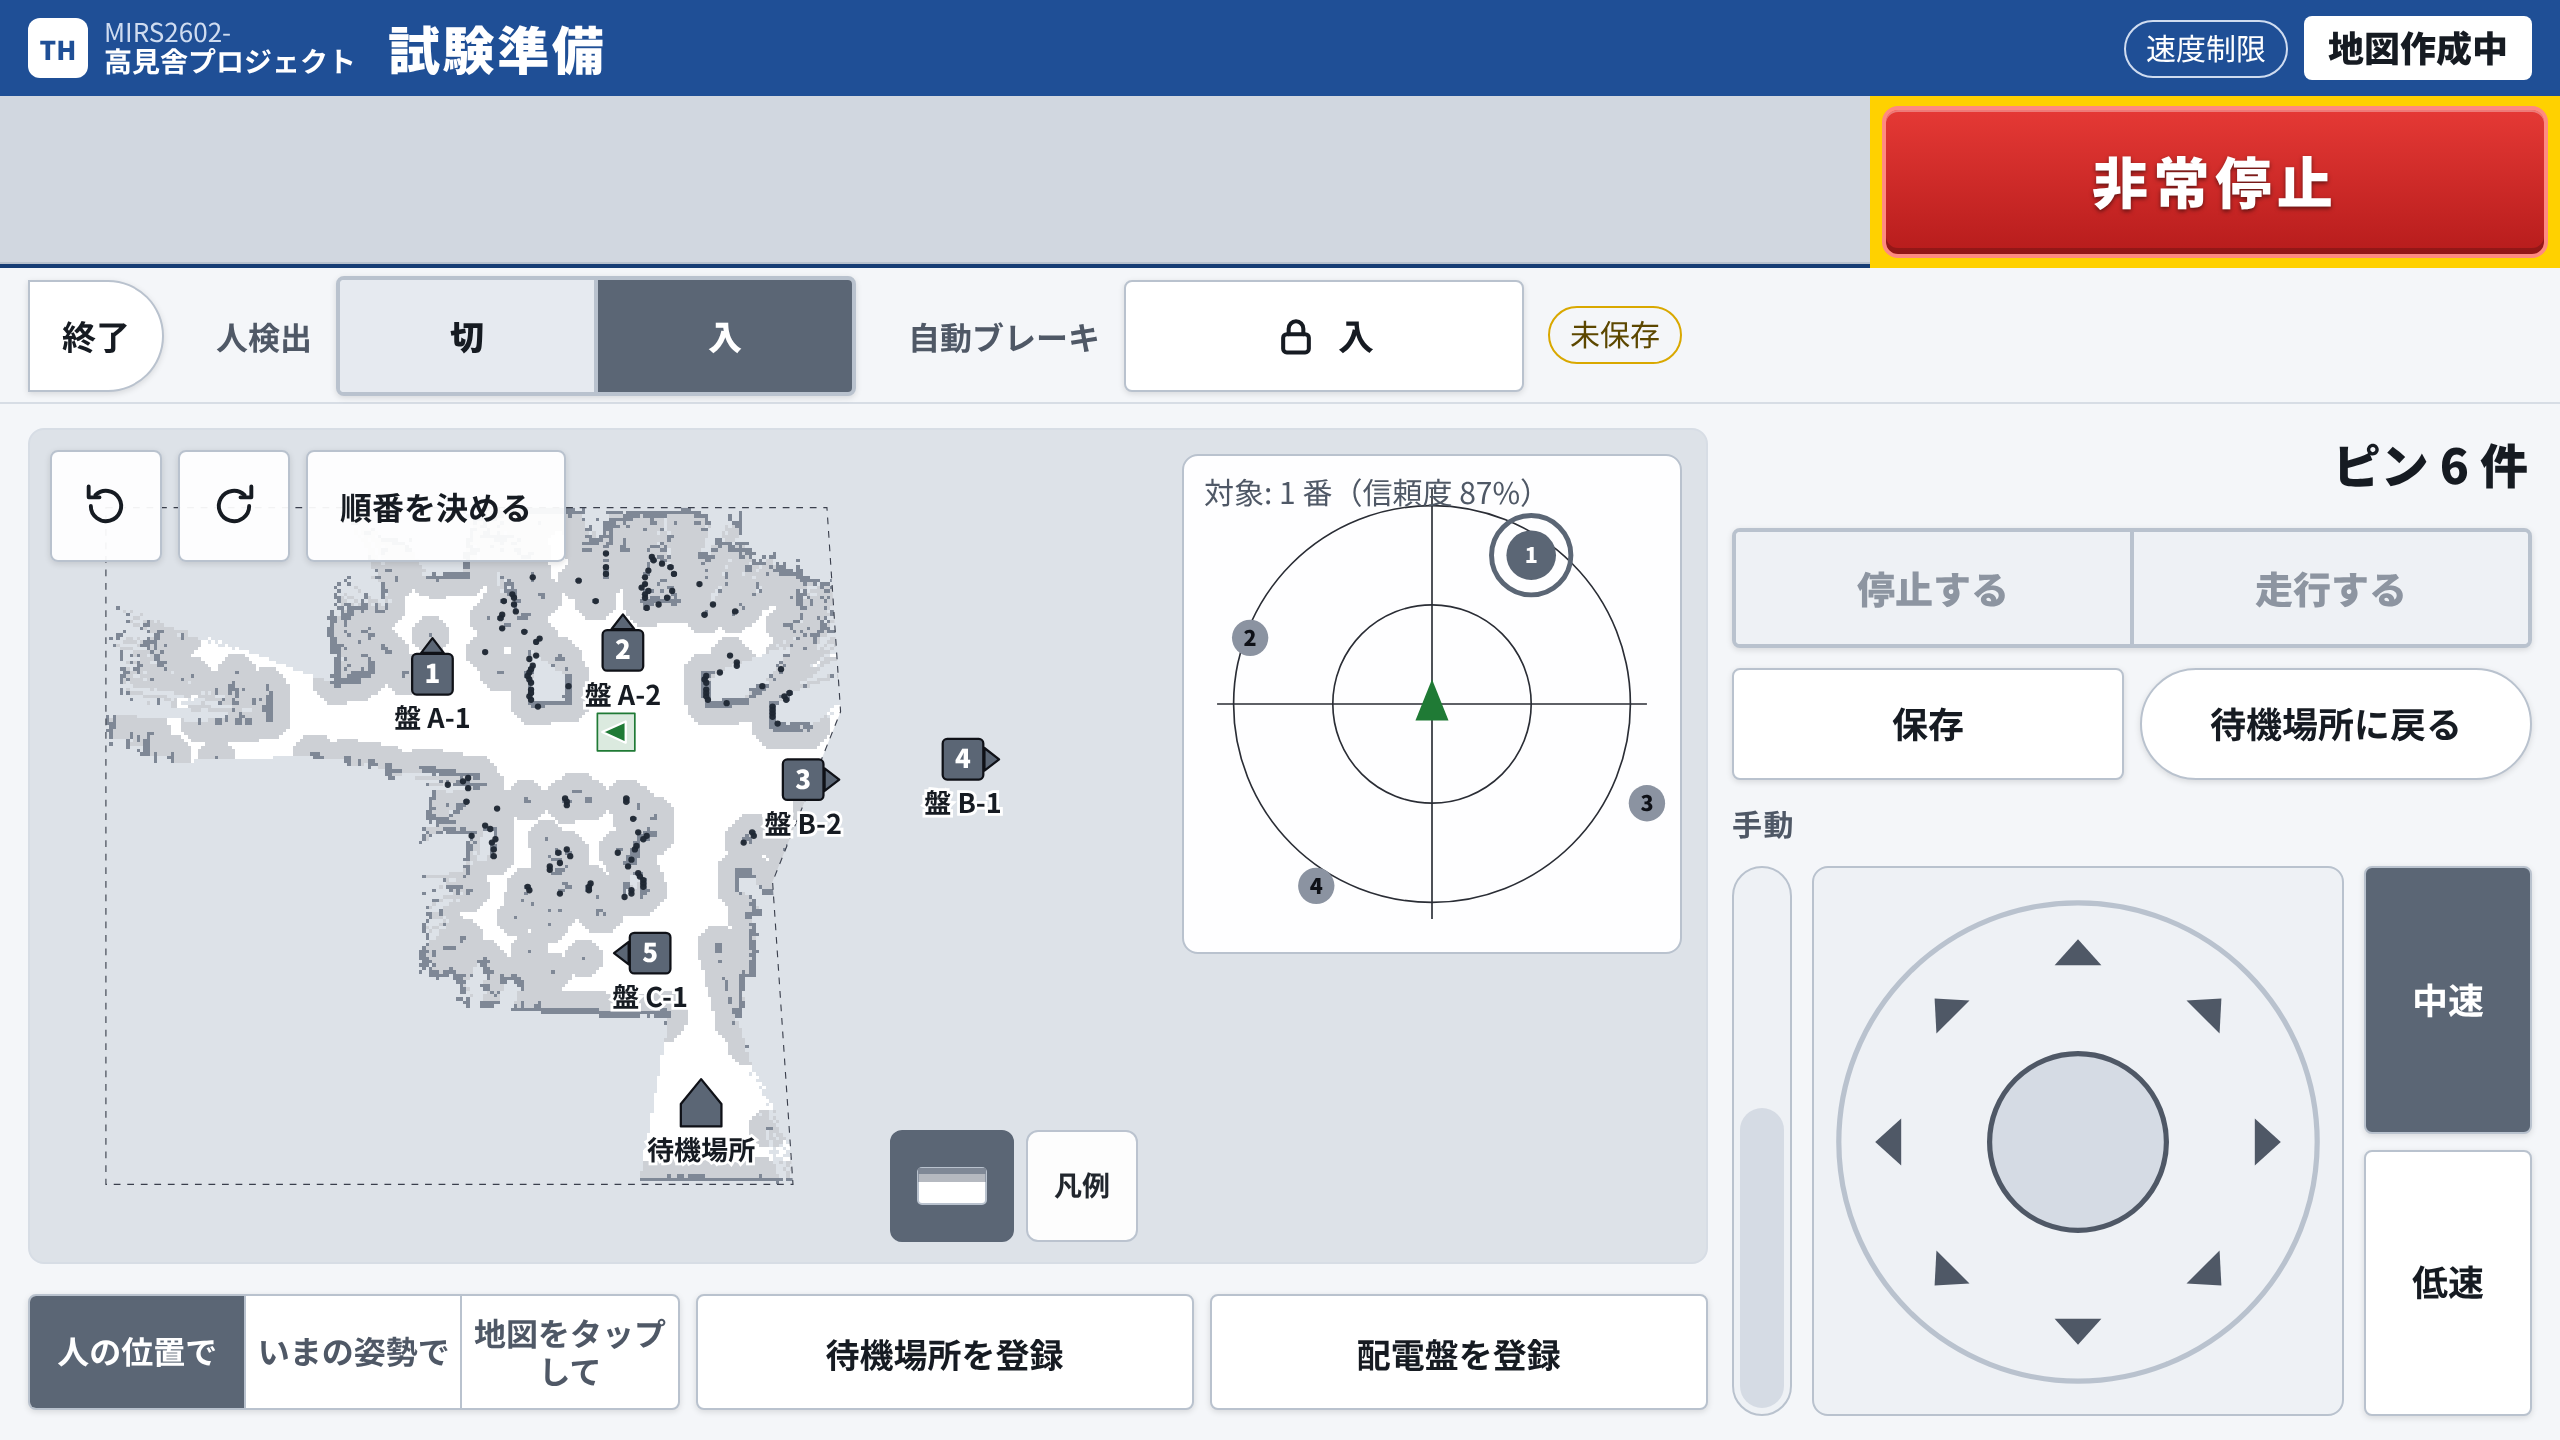 TH
MIRS2602-
高見舎プロジェクト
試験準備
速度制限
地図作成中
非常停止
終了
人検出
切
入
自動ブレーキ
入
未保存
順番を決める
対象: 1 番（信頼度 87%）
1
2
3
4
1
盤 A-1
2
盤 A-2
3
盤 B-2
4
盤 B-1
5
盤 C-1
待機場所
凡例
ピン 6 件
停止する
走行する
保存
待機場所に戻る
手動
中速
低速
人の位置で
いまの姿勢で
地図をタップ
して
待機場所を登録
配電盤を登録